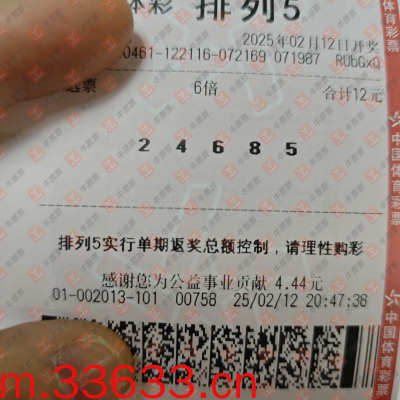 体彩 排列5
2025年02月12日开奖
0461-122116-072169 071987 RUbGxQ
票 6倍 合计12元
2 4 6 8 5
排列5实行单期返奖总额控制，请理性购彩
感谢您为公益事业贡献 4.44元
01-002013-101 00758 25/02/12 20:47:38
m.33633.cn
中国体育彩票
中国体育彩票